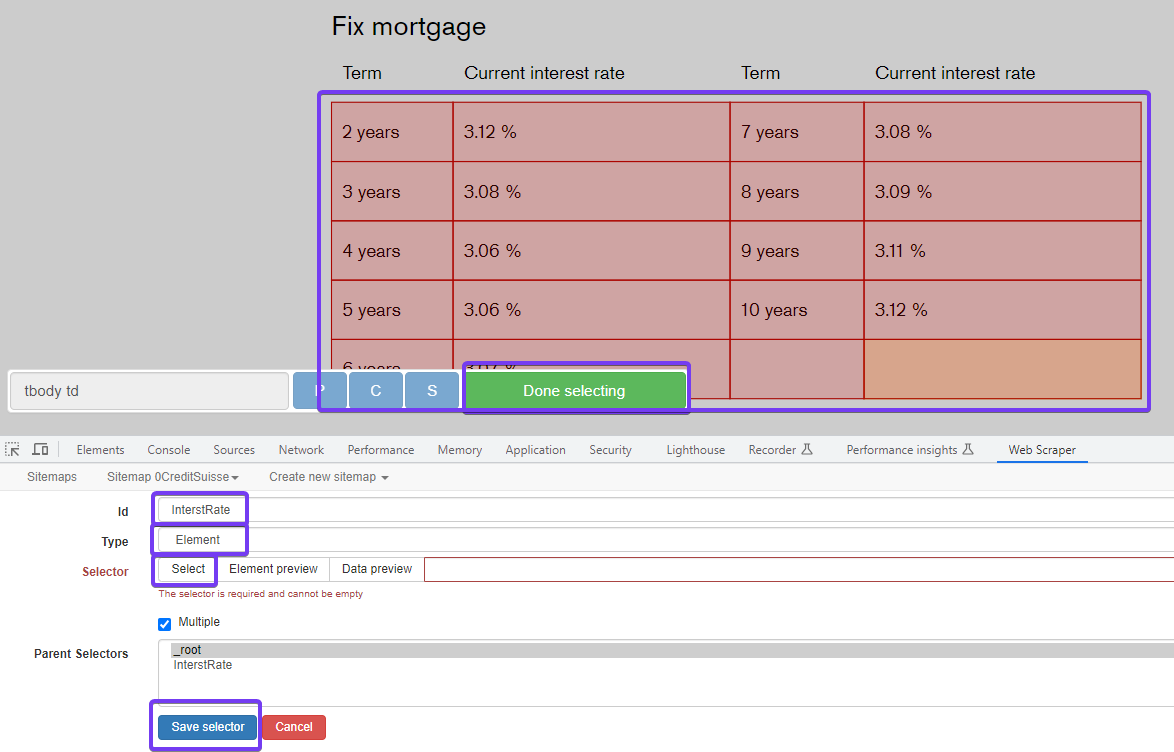 Fix mortgage
Term Current interest rate Term Current interest rate
2 years 3.12 % 7 years 3.08 %
3 years 3.08 % 8 years 3.09 %
4 years 3.06 % 9 years 3.11 %
5 years 3.06 % 10 years 3.12 %
6 years 3.07 %
tbody td P C S Done selecting
Elements Console Sources Network Performance Memory Application Security Lighthouse Recorder Performance insights Web Scraper
Sitemaps Sitemap 0CreditSuisse Create new sitemap
Id InterstRate
Type Element
Selector Select Element preview Data preview
The selector is required and cannot be empty
Multiple
Parent Selectors _root
InterstRate
Save selector Cancel